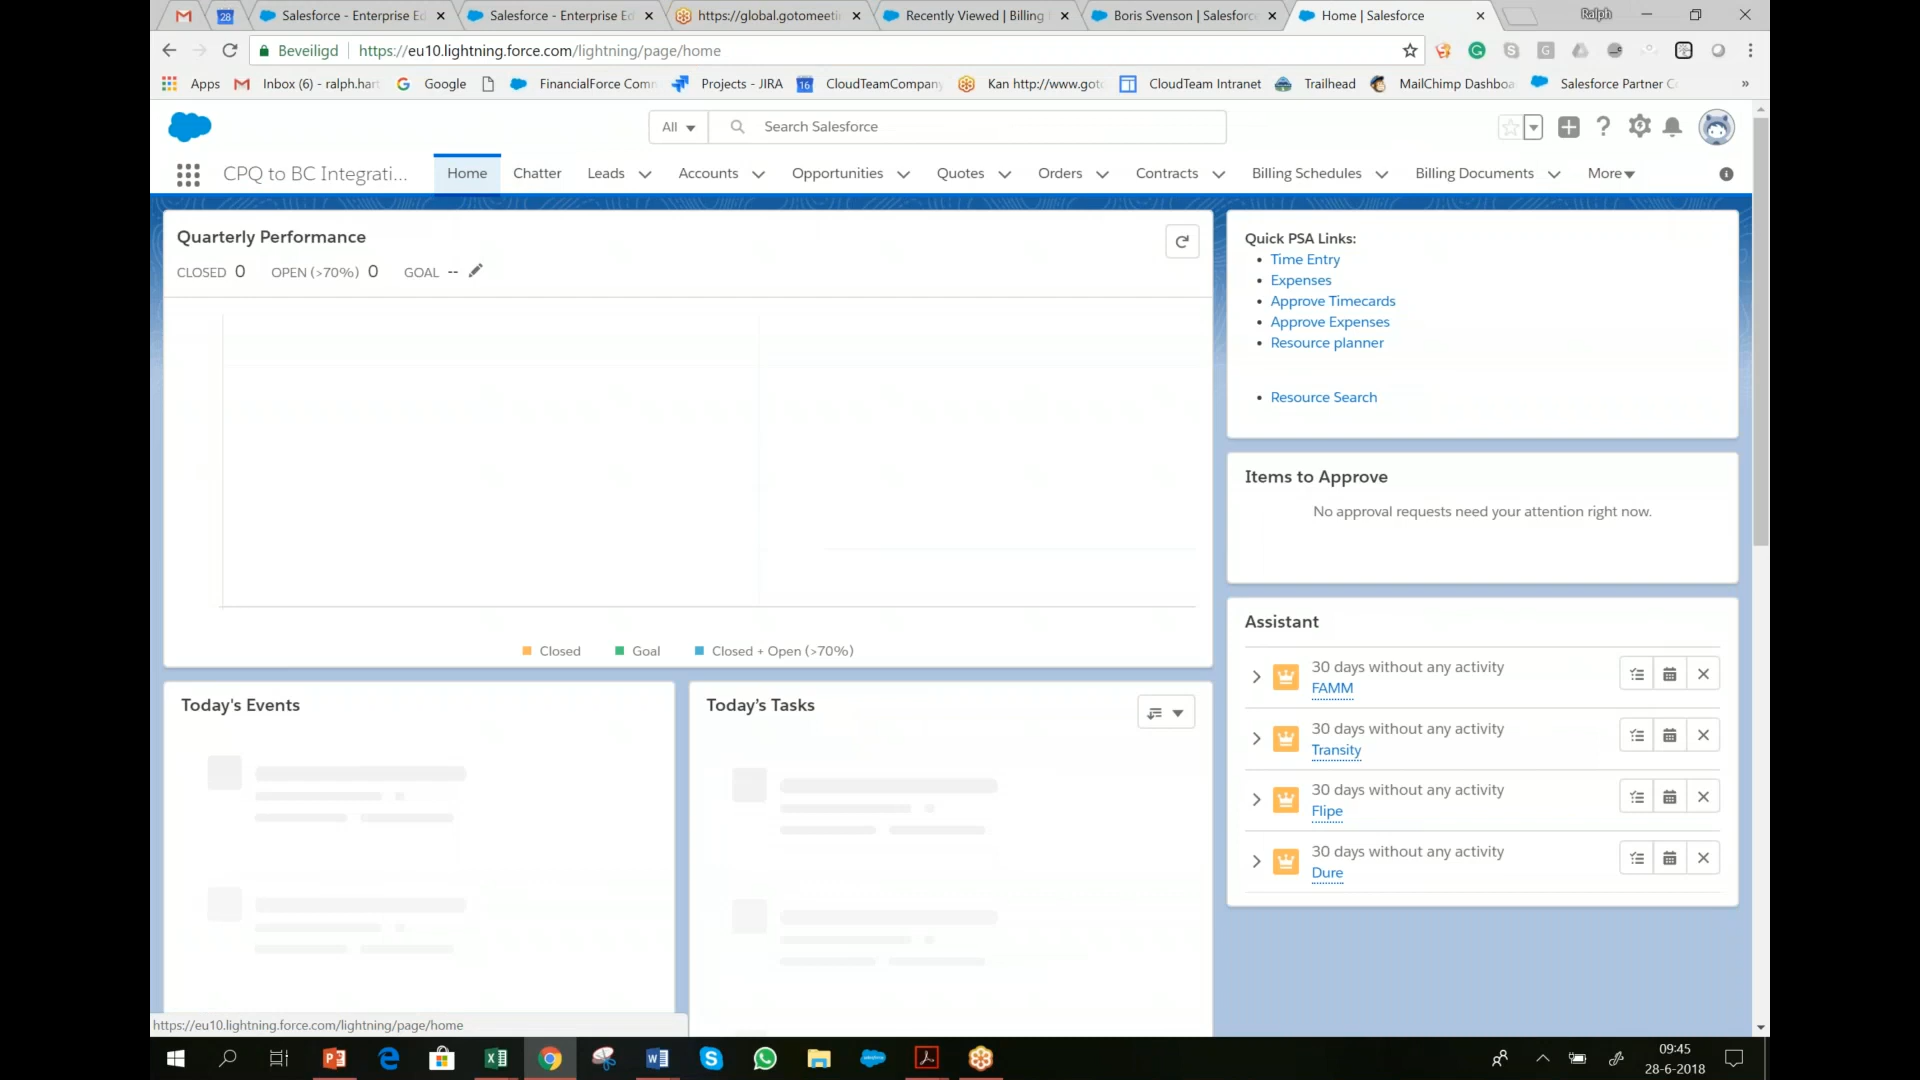 28
Salesforce - Enterprise Ed
Salesforce - Enterprise Ed
https://global.gotomeeti
Recently Viewed | Billing
Boris Svenson | Salesforc
Home | Salesforce
Ralph
Beveiligd
https://eu10.lightning.force.com/lightning/page/home
Apps
Inbox (6) - ralph.hart
Google
FinancialForce Comm
Projects - JIRA
16
CloudTeamCompany
Kan http://www.goto
CloudTeam Intranet
Trailhead
MailChimp Dashboa
Salesforce Partner C
»
All
Search Salesforce
CPQ to BC Integrati...
Home
Chatter
Leads
Accounts
Opportunities
Quotes
Orders
Contracts
Billing Schedules
Billing Documents
More
Quarterly Performance
CLOSED 0 OPEN (>70%) 0 GOAL --
Closed
Goal
Closed + Open (>70%)
Today's Events
Today's Tasks
Quick PSA Links:
• Time Entry
• Expenses
• Approve Timecards
• Approve Expenses
• Resource planner
• Resource Search
Items to Approve
No approval requests need your attention right now.
Assistant
30 days without any activity
FAMM
30 days without any activity
Transity
30 days without any activity
Flipe
30 days without any activity
Dure
https://eu10.lightning.force.com/lightning/page/home
09:45
28-6-2018